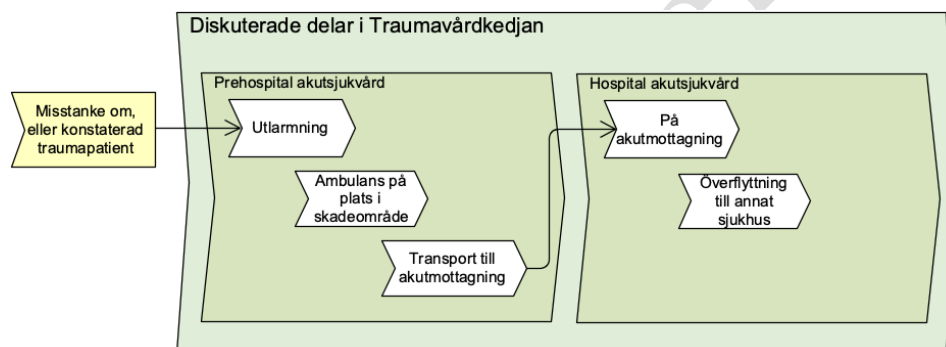 Diskuterade delar i Traumavårdkedjan
Misstanke om,
eller konstaterad
traumapatient
Prehospital akutsjukvård
Utlarmning
Ambulans på
plats i
skadeområde
Transport till
akutmottagning
Hospital akutsjukvård
På
akutmottagning
Överflyttning
till annat
sjukhus